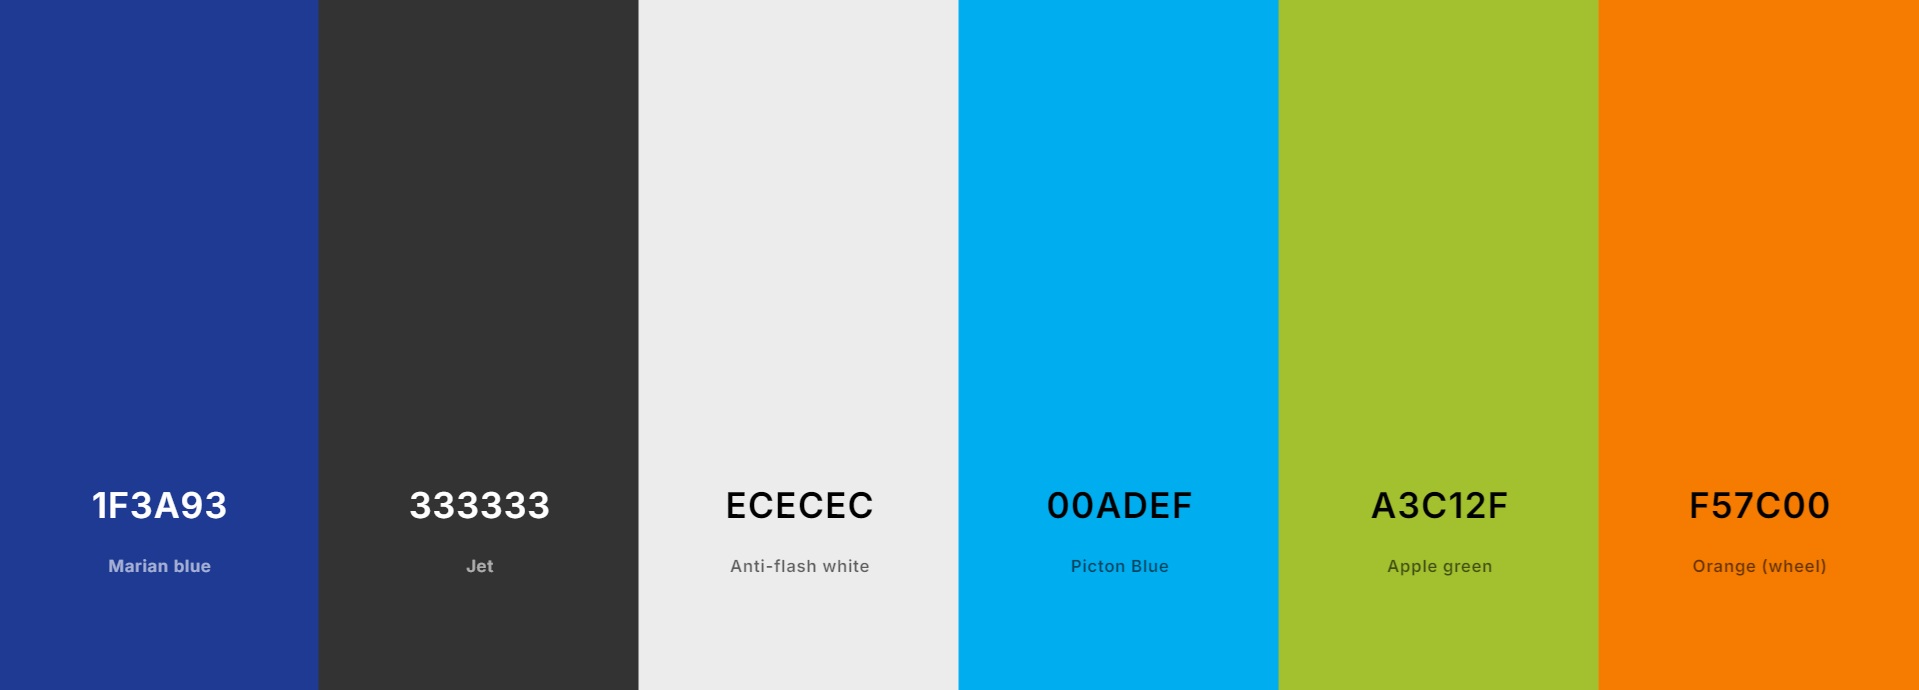 1F3A93
Marian blue
333333
Jet
ECECEC
Anti-flash white
00ADEF
Picton Blue
A3C12F
Apple green
F57C00
Orange (wheel)